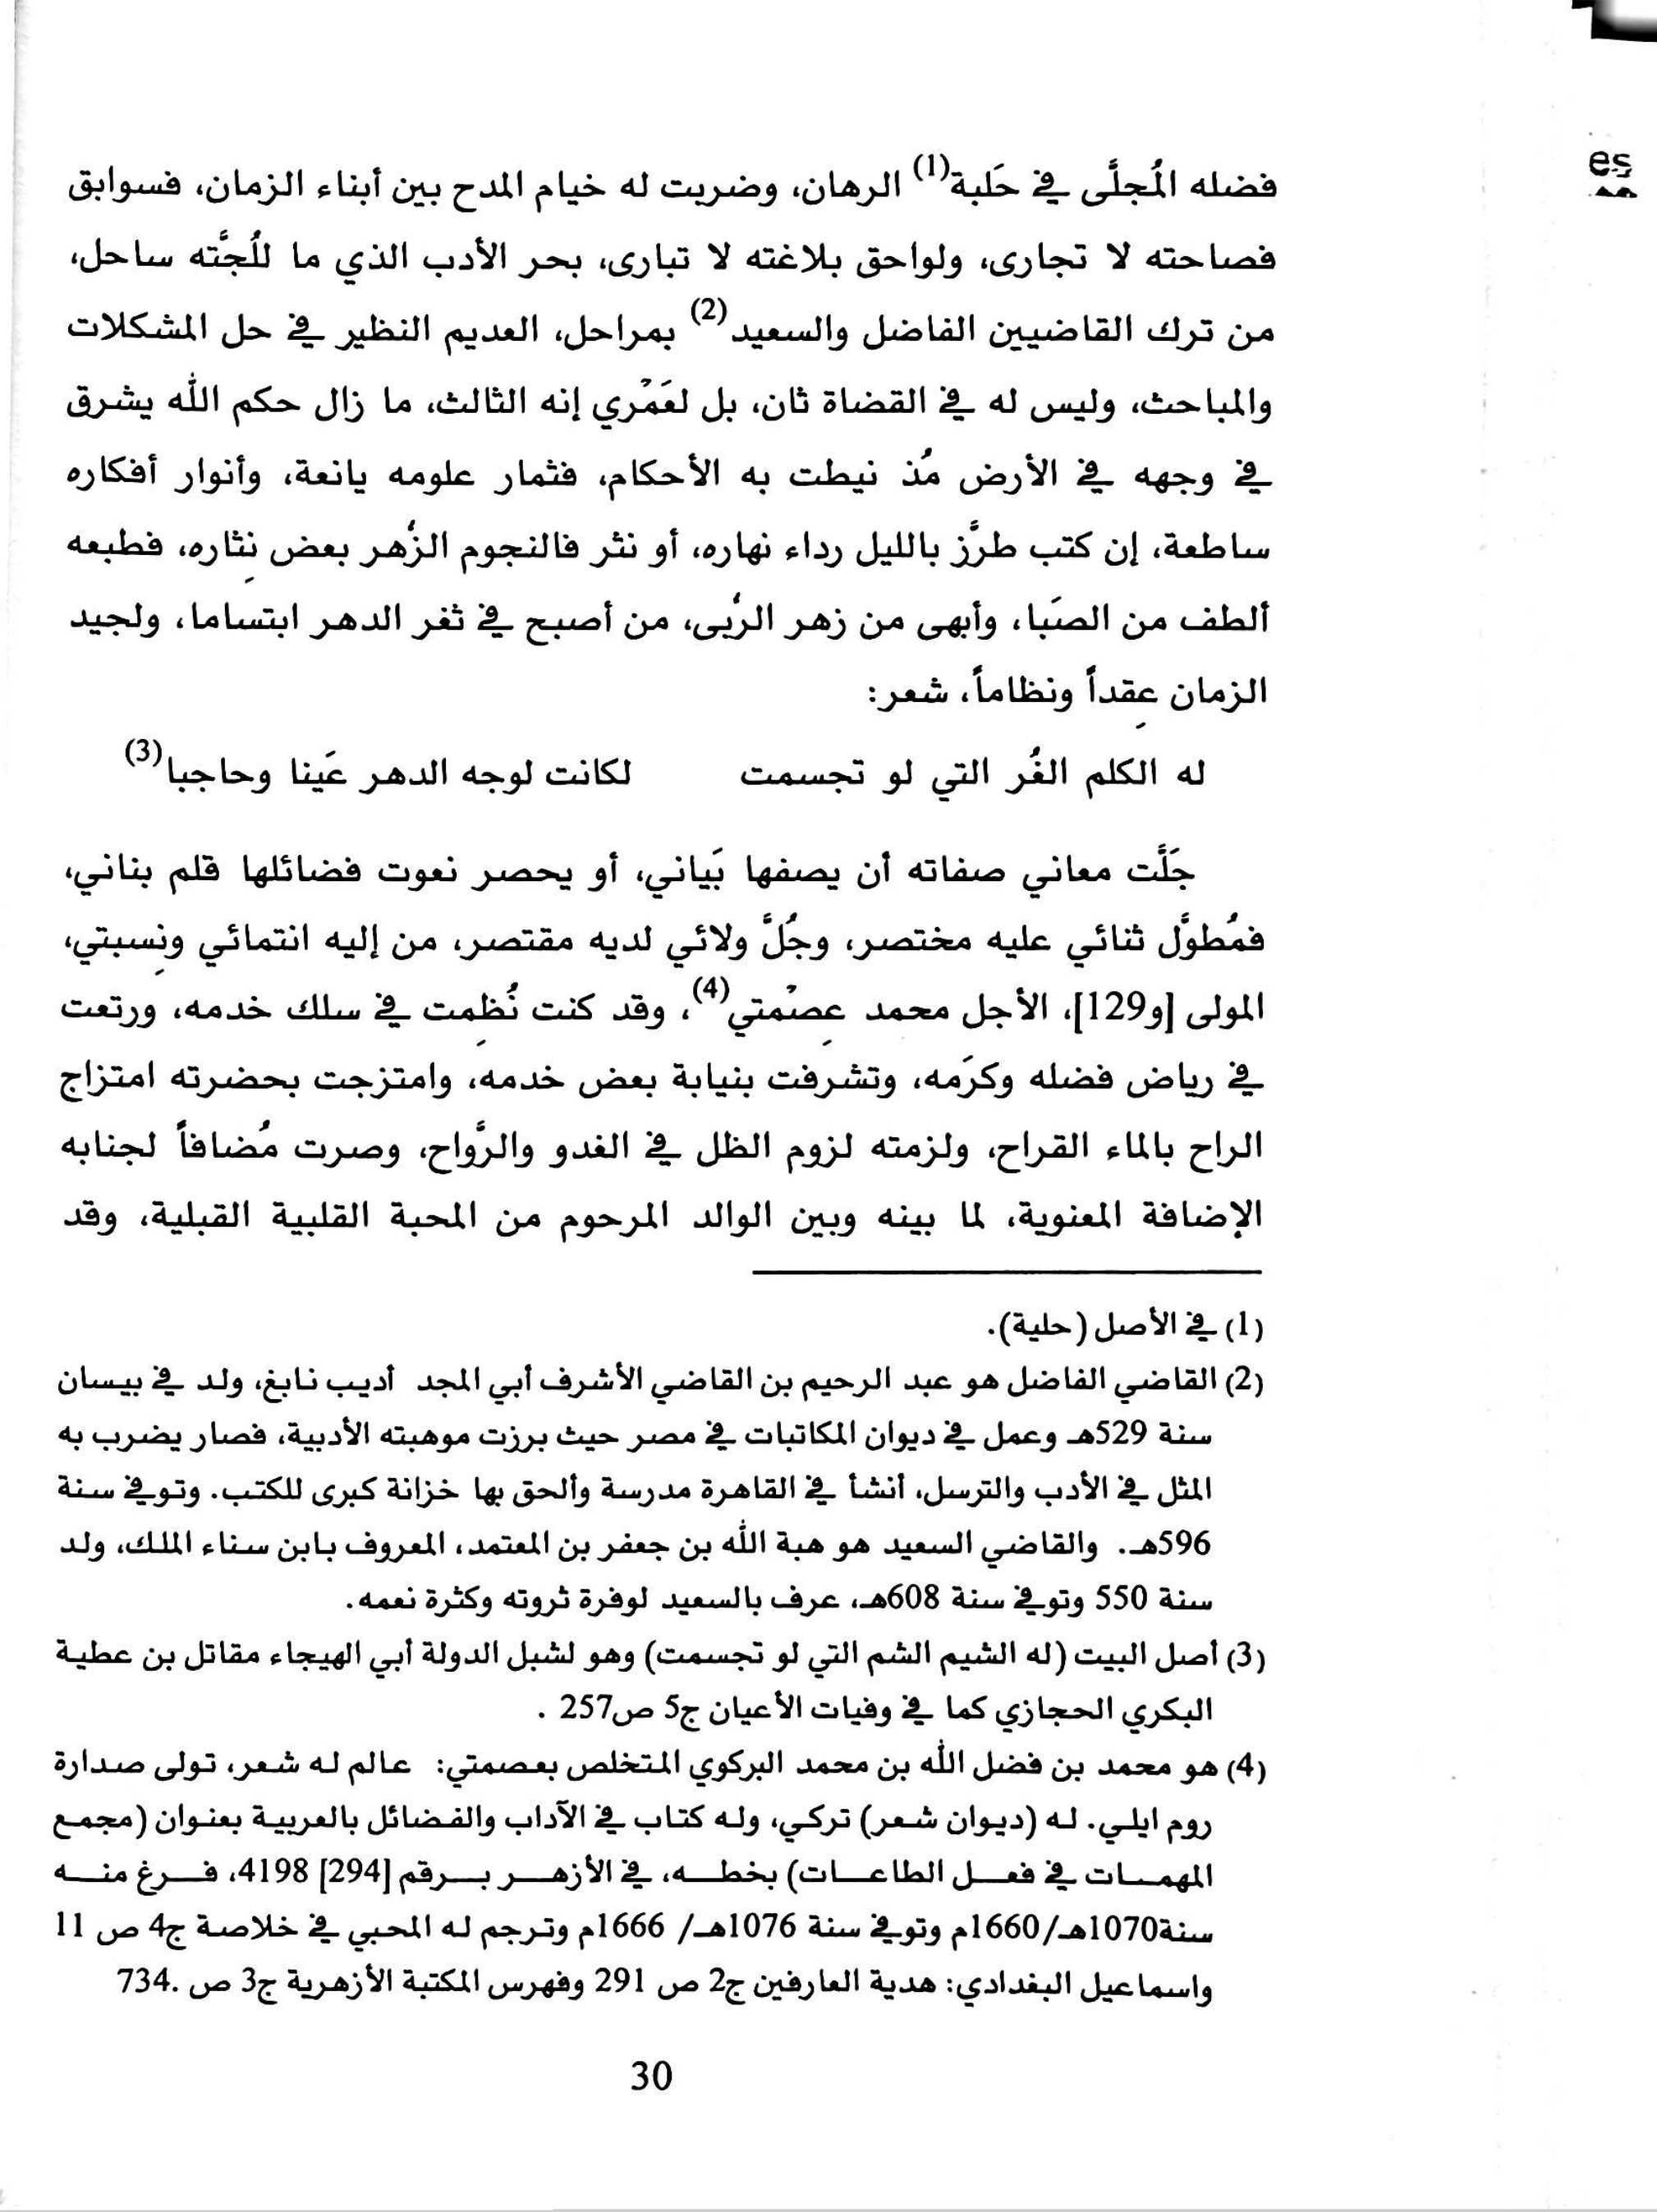 فضله المُجلَّى في حَلبة(1) الرهان، وضربت له خيام المدح بين أبناء الزمان، فسوابق
فصاحته لا تجارى، ولواحق بلاغته لا تبارى، بحر الأدب الذي ما للُجَّته ساحل،
من ترك القاضيين الفاضل والسعيد(2) بمراحل، العديم النظير في حل المشكلات
والمباحث، وليس له في القضاة ثان، بل لعَمْري إنه الثالث، ما زال حكم الله يشرق
في وجهه في الأرض مُذ نيطت به الأحكام، فثمار علومه يانعة، وأنوار أفكاره
ساطعة، إن كتب طرَّز بالليل رداء نهاره، أو نثر فالنجوم الزُهر بعض نِثاره، فطبعه
ألطف من الصَبا، وأبهى من زهر الرُبى، من أصبح في ثغر الدهر ابتساما، ولجيد
الزمان عِقداً ونظاماً، شعر:
له الكلم الغُر التي لو تجسمت لكانت لوجه الدهر عَينا وحاجبا(3)
جَلَّت معاني صفاته أن يصفها بَياني، أو يحصر نعوت فضائلها قلم بناني،
فمُطوَّل ثنائي عليه مختصر، وجُلَّ ولائي لديه مقتصر، من إليه انتمائي ونِسبتي،
المولى [و129]، الأجل محمد عِصْمتي(4)، وقد كنت نُظِمت في سلك خدمه، ورتعت
في رياض فضله وكرَمه، وتشرفت بنيابة بعض خدمه، وامتزجت بحضرته امتزاج
الراح بالماء القراح، ولزمته لزوم الظل في الغدو والرَّواح، وصرت مُضافاً لجنابه
الإضافة المعنوية، لما بينه وبين الوالد المرحوم من المحبة القلبية القبلية، وقد
(1) في الأصل (حلية).
(2) القاضي الفاضل هو عبد الرحيم بن القاضي الأشرف أبي المجد أديب نابغ، ولد في بيسان
سنة 529هـ وعمل في ديوان المكاتبات في مصر حيث برزت موهبته الأدبية، فصار يضرب به
المثل في الأدب والترسل، أنشأ في القاهرة مدرسة وألحق بها خزانة كبرى للكتب. وتوفي سنة
596هـ. والقاضي السعيد هو هبة الله بن جعفر بن المعتمد، المعروف بابن سناء الملك، ولد
سنة 550 وتوفي سنة 608هـ، عرف بالسعيد لوفرة ثروته وكثرة نعمه.
(3) أصل البيت (له الشيم الشم التي لو تجسمت) وهو لشبل الدولة أبي الهيجاء مقاتل بن عطية
البكري الحجازي كما في وفيات الأعيان ج5 ص257 .
(4) هو محمد بن فضل الله بن محمد البركوي المتخلص بعصمتي: عالم له شعر، تولى صدارة
روم ايلي. له (ديوان شعر) تركي، وله كتاب في الآداب والفضائل بالعربية بعنوان (مجمع
المهمات في فعل الطاعات) بخطه، في الأزهر برقم [294] 4198، فرغ منه
سنة1070هـ/1660م وتوفي سنة 1076هـ/ 1666م وترجم له المحبي في خلاصة ج4 ص 11
واسماعيل البغدادي: هدية العارفين ج2 ص 291 وفهرس المكتبة الأزهرية ج3 ص .734
30
es